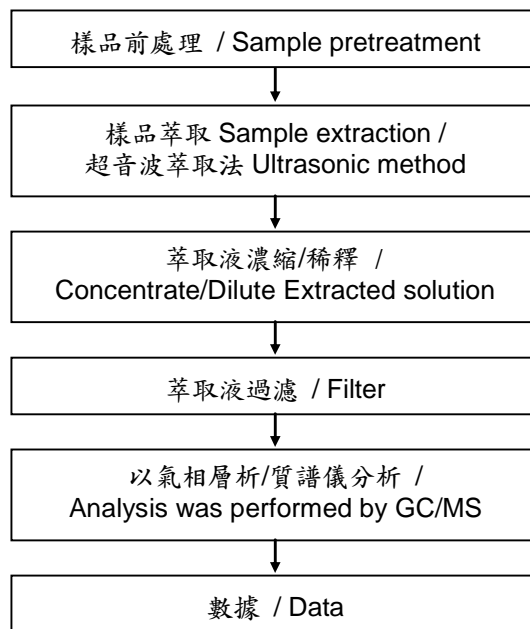 樣品前處理 / Sample pretreatment
樣品萃取 Sample extraction /
超音波萃取法 Ultrasonic method
萃取液濃縮/稀釋 /
Concentrate/Dilute Extracted solution
萃取液過濾 / Filter
以氣相層析/質譜儀分析 /
Analysis was performed by GC/MS
數據 / Data